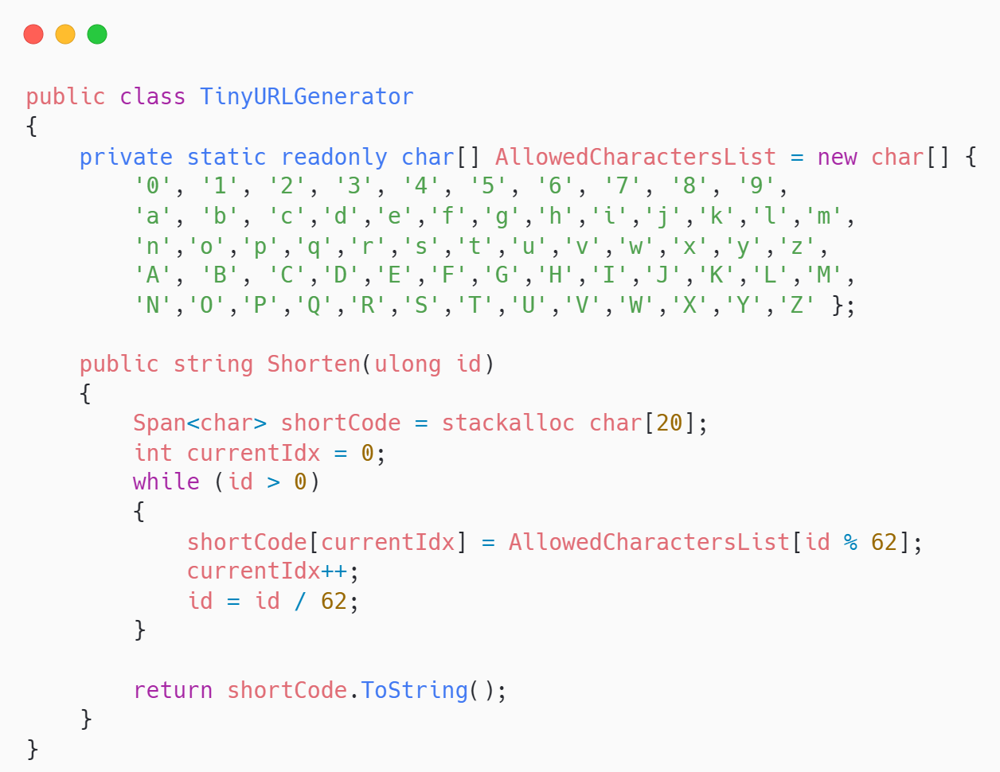 public class TinyURLGenerator
{
    private static readonly char[] AllowedCharactersList = new char[] {
        '0', '1', '2', '3', '4', '5', '6', '7', '8', '9',
        'a', 'b', 'c','d','e','f','g','h','i','j','k','l','m',
        'n','o','p','q','r','s','t','u','v','w','x','y','z',
        'A', 'B', 'C','D','E','F','G','H','I','J','K','L','M',
        'N','O','P','Q','R','S','T','U','V','W','X','Y','Z' };

    public string Shorten(ulong id)
    {
        Span<char> shortCode = stackalloc char[20];
        int currentIdx = 0;
        while (id > 0)
        {
            shortCode[currentIdx] = AllowedCharactersList[id % 62];
            currentIdx++;
            id = id / 62;
        }

        return shortCode.ToString();
    }
}